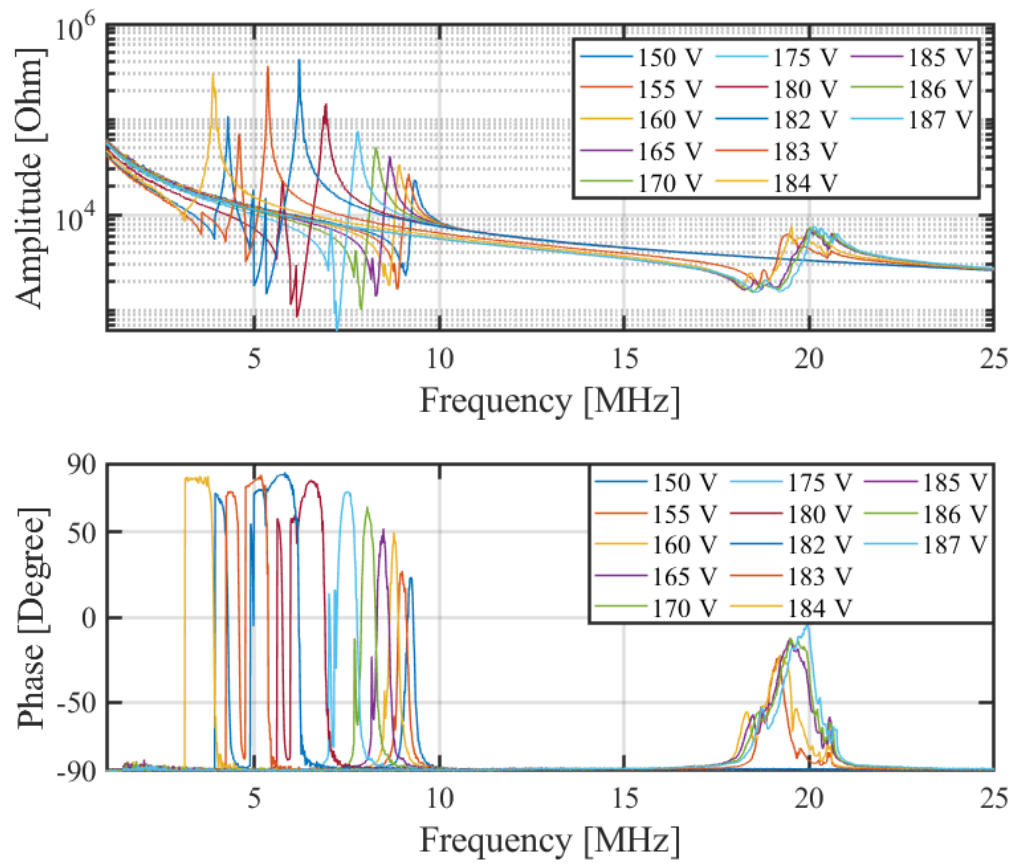 10^6
10^4
Amplitude [Ohm]
150 V 175 V 185 V
155 V 180 V 186 V
160 V 182 V 187 V
165 V 183 V
170 V 184 V
5 10 15 20 25
Frequency [MHz]
90
50
0
-50
-90
Phase [Degree]
150 V 175 V 185 V
155 V 180 V 186 V
160 V 182 V 187 V
165 V 183 V
170 V 184 V
5 10 15 20 25
Frequency [MHz]